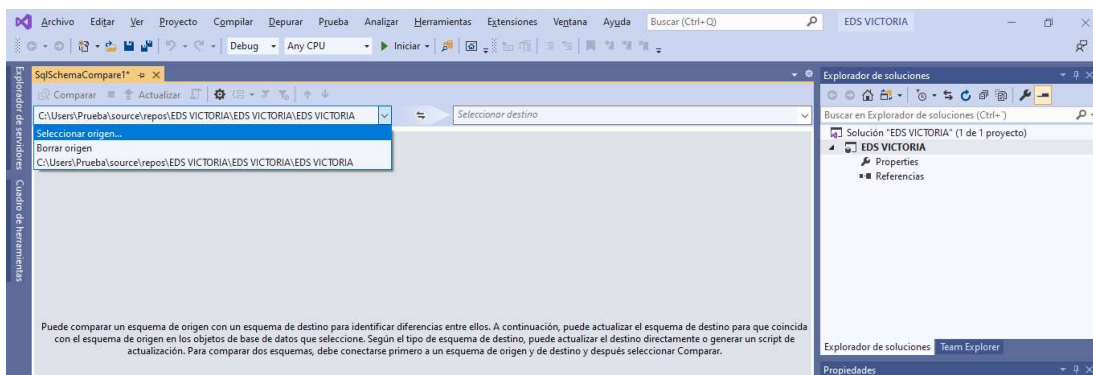 Archivo Editar Ver Proyecto Compilar Depurar Prueba Analizar Herramientas Extensiones Ventana Ayuda Buscar (Ctrl+Q) EDS VICTORIA
Debug Any CPU Iniciar
Explorador de servidores
Cuadro de herramientas
SqlSchemaCompare1*
Comparar Actualizar
C:\Users\Prueba\source\repos\EDS VICTORIA\EDS VICTORIA\EDS VICTORIA Seleccionar destino
Seleccionar origen...
Borrar origen
C:\Users\Prueba\source\repos\EDS VICTORIA\EDS VICTORIA\EDS VICTORIA
Puede comparar un esquema de origen con un esquema de destino para identificar diferencias entre ellos. A continuación, puede actualizar el esquema de destino para que coincida
con el esquema de origen en los objetos de base de datos que seleccione. Según el tipo de esquema de destino, puede actualizar el destino directamente o generar un script de
actualización. Para comparar dos esquemas, debe conectarse primero a un esquema de origen y de destino y después seleccionar Comparar.
Explorador de soluciones
Buscar en Explorador de soluciones (Ctrl+´)
Solución "EDS VICTORIA" (1 de 1 proyecto)
EDS VICTORIA
Properties
Referencias
Explorador de soluciones Team Explorer
Propiedades